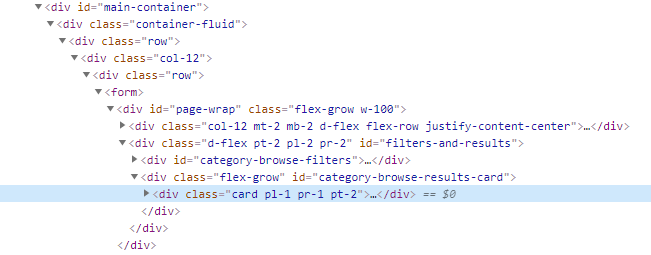 ▼<div id="main-container">
▼<div class="container-fluid">
▼<div class="row">
▼<div class="col-12">
▼<div class="row">
▼<form>
▼<div id="page-wrap" class="flex-grow w-100">
▶<div class="col-12 mt-2 mb-2 d-flex flex-row justify-content-center">…</div>
▼<div class="d-flex pt-2 pl-2 pr-2" id="filters-and-results">
▶<div id="category-browse-filters">…</div>
▼<div class="flex-grow" id="category-browse-results-card">
▶<div class="card pl-1 pr-1 pt-2">…</div> == $0
</div>
</div>
</div>